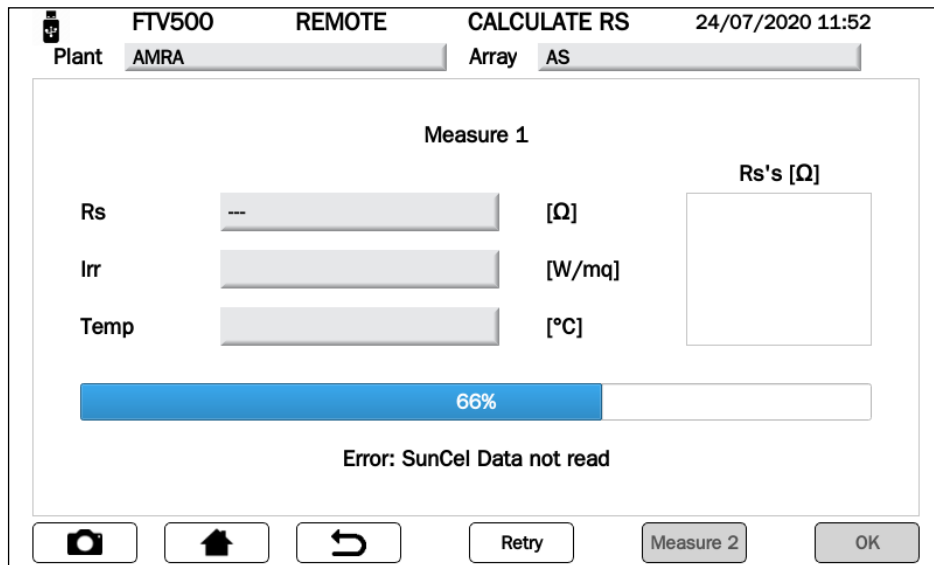 FTV500 REMOTE CALCULATE RS 24/07/2020 11:52
Plant AMRA Array AS
Measure 1
Rs's [Ω]
Rs --- [Ω]
Irr [W/mq]
Temp [°C]
66%
Error: SunCel Data not read
Retry Measure 2 OK